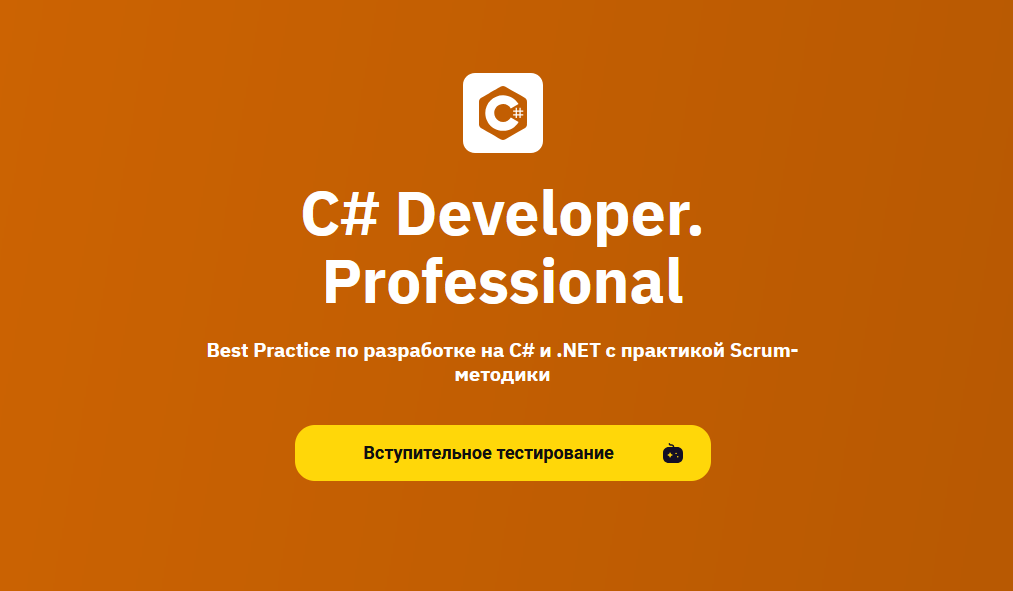 C#
C# Developer.
Professional
Best Practice по разработке на C# и .NET с практикой Scrum-
методики
Вступительное тестирование